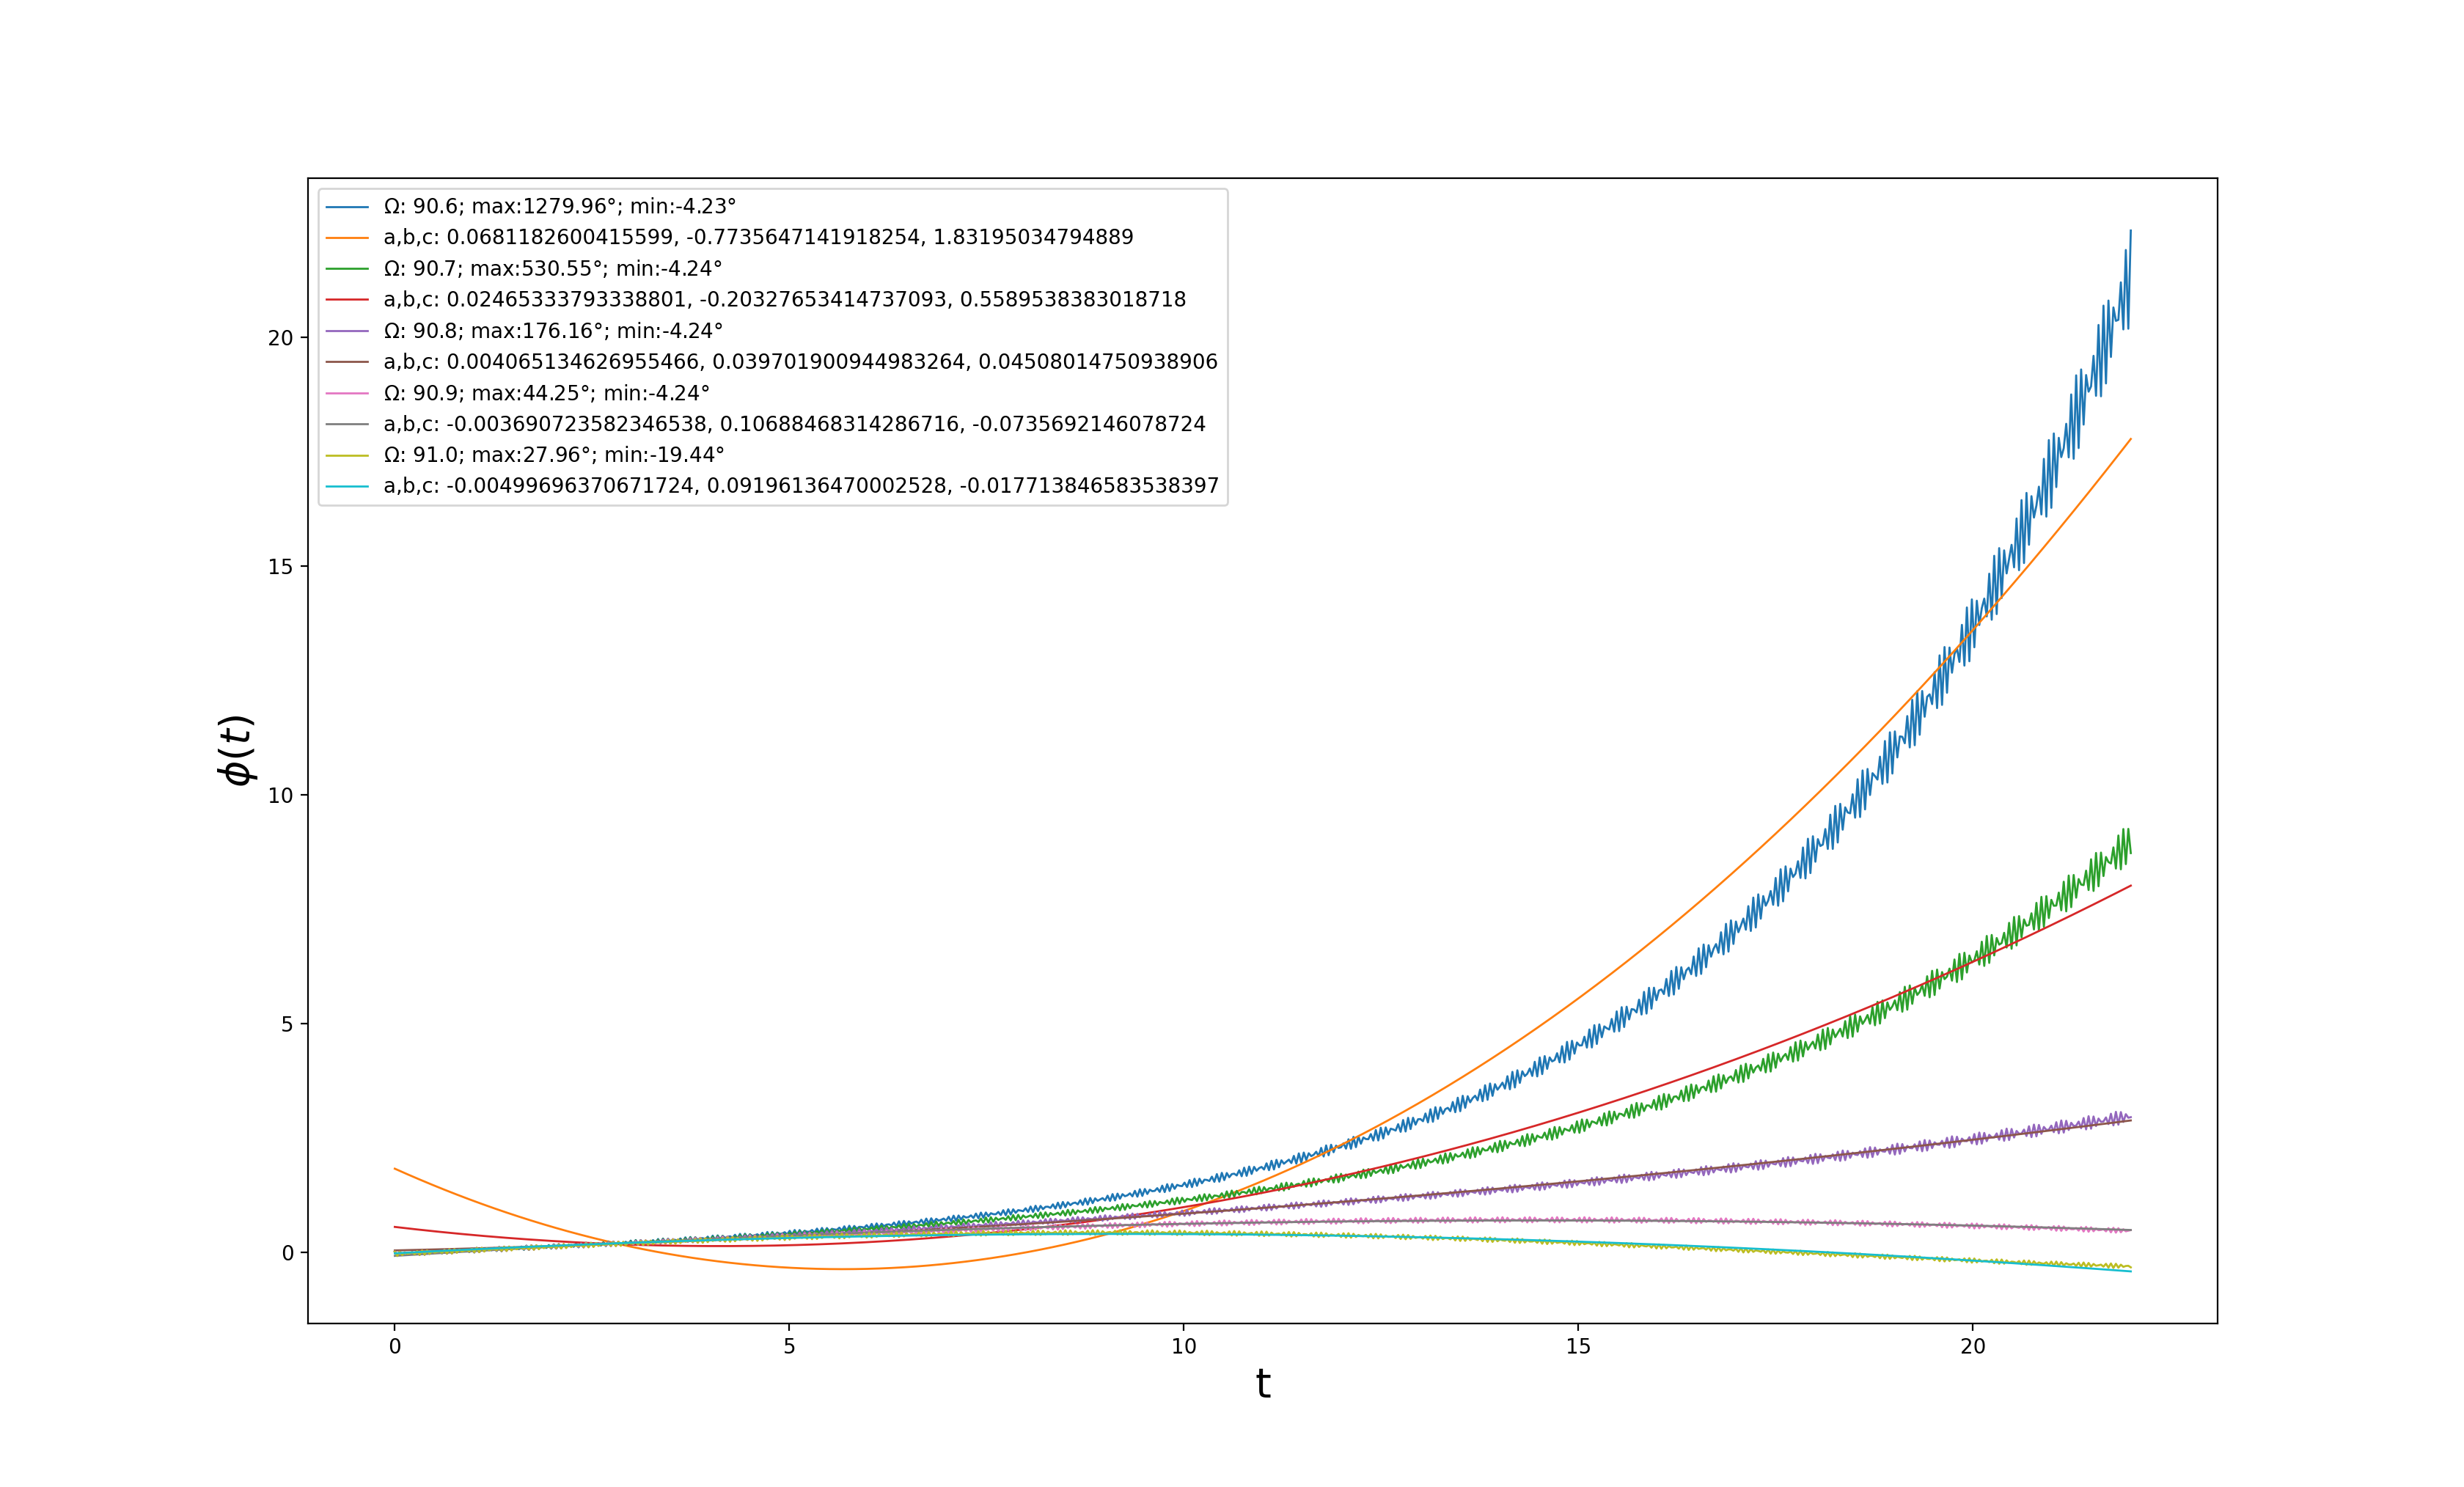 Ω: 90.6; max:1279.96°; min:-4.23°
a,b,c: 0.0681182600415599, -0.7735647141918254, 1.83195034794889
Ω: 90.7; max:530.55°; min:-4.24°
a,b,c: 0.02465333793338801, -0.20327653414737093, 0.5589538383018718
Ω: 90.8; max:176.16°; min:-4.24°
a,b,c: 0.004065134626955466, 0.039701900944983264, 0.04508014750938906
Ω: 90.9; max:44.25°; min:-4.24°
a,b,c: -0.003690723582346538, 0.10688468314286716, -0.0735692146078724
Ω: 91.0; max:27.96°; min:-19.44°
a,b,c: -0.00499696370671724, 0.09196136470002528, -0.017713846583538397
20
15
10
5
0
ϕ(t)
0 5 10 15 20
t